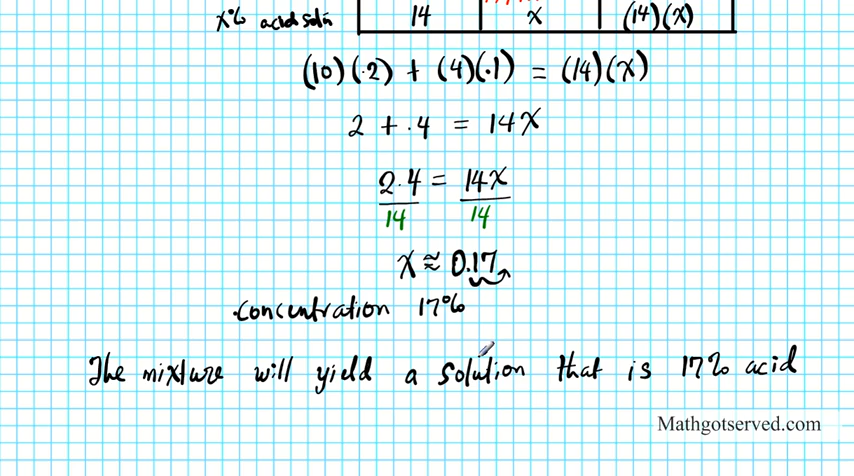 x% acid soln 14 x (14)(x)
(10)(.2) + (4)(.1) = (14)(x)
2 + .4 = 14x
2.4 = 14x
14 14
x ≈ 0.17
.concentration 17%
The mixture will yield a solution that is 17% acid
Mathgotserved.com